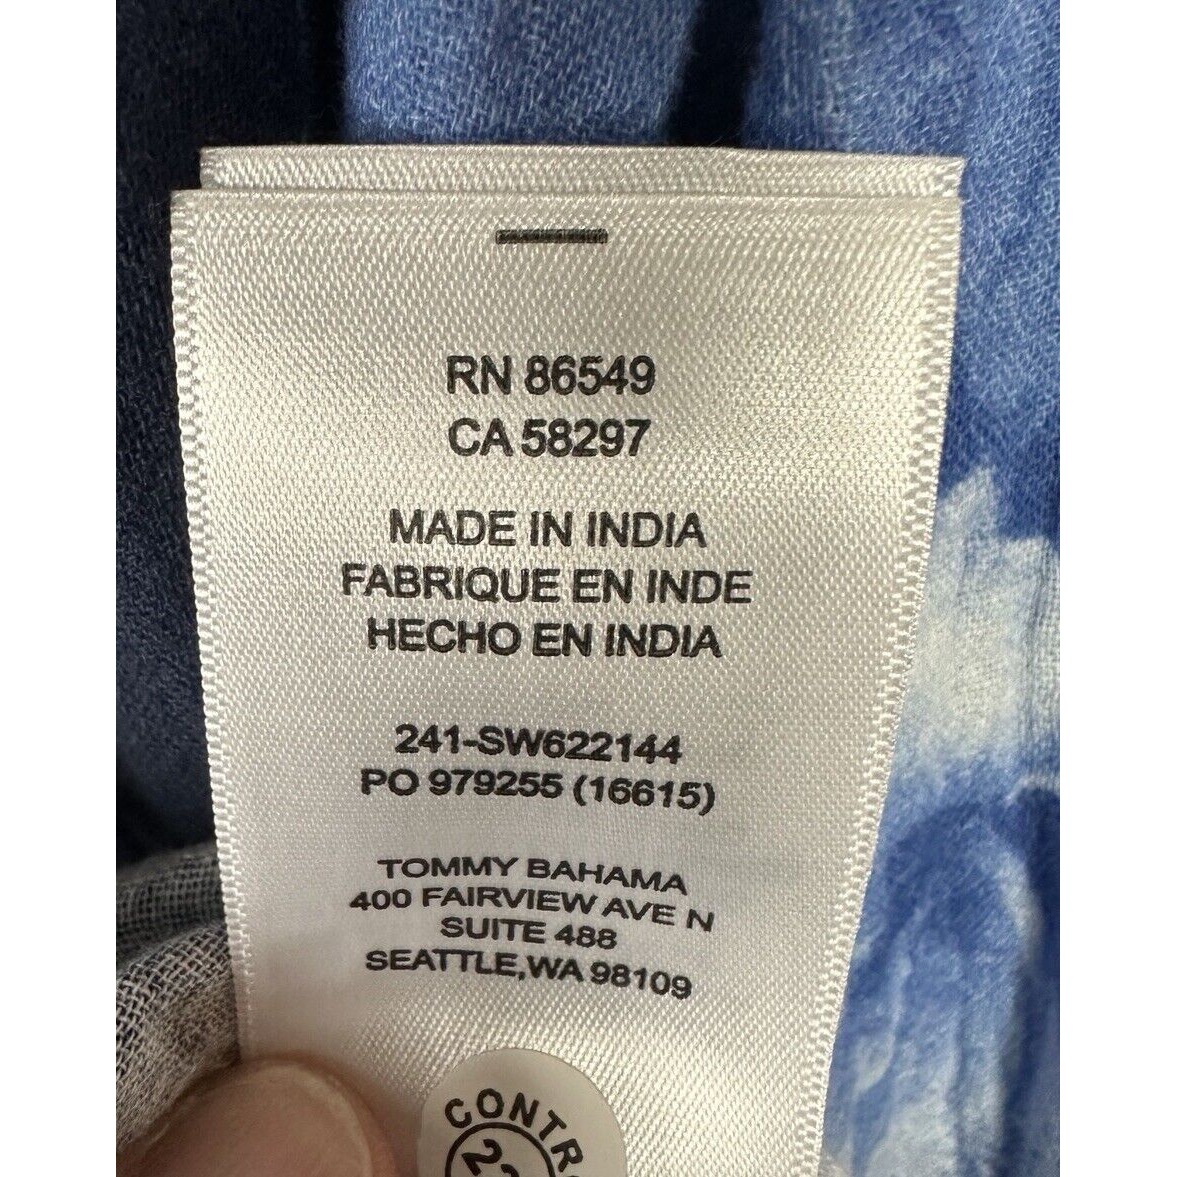 RN 86549
CA 58297
MADE IN INDIA
FABRIQUE EN INDE
HECHO EN INDIA
241-SW622144
PO 979255 (16615)
TOMMY BAHAMA
400 FAIRVIEW AVE N
SUITE 488
SEATTLE,WA 98109